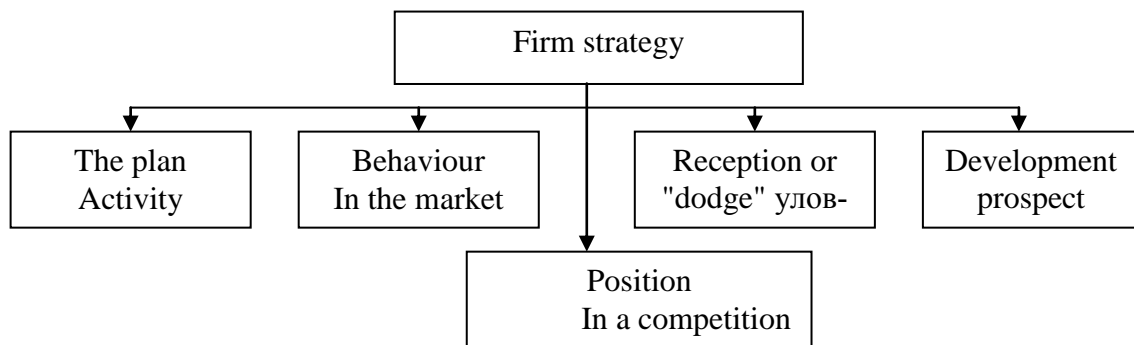 Firm strategy
The plan
Activity
Behaviour
In the market
Reception or
"dodge" улов-
Development
prospect
Position
In a competition